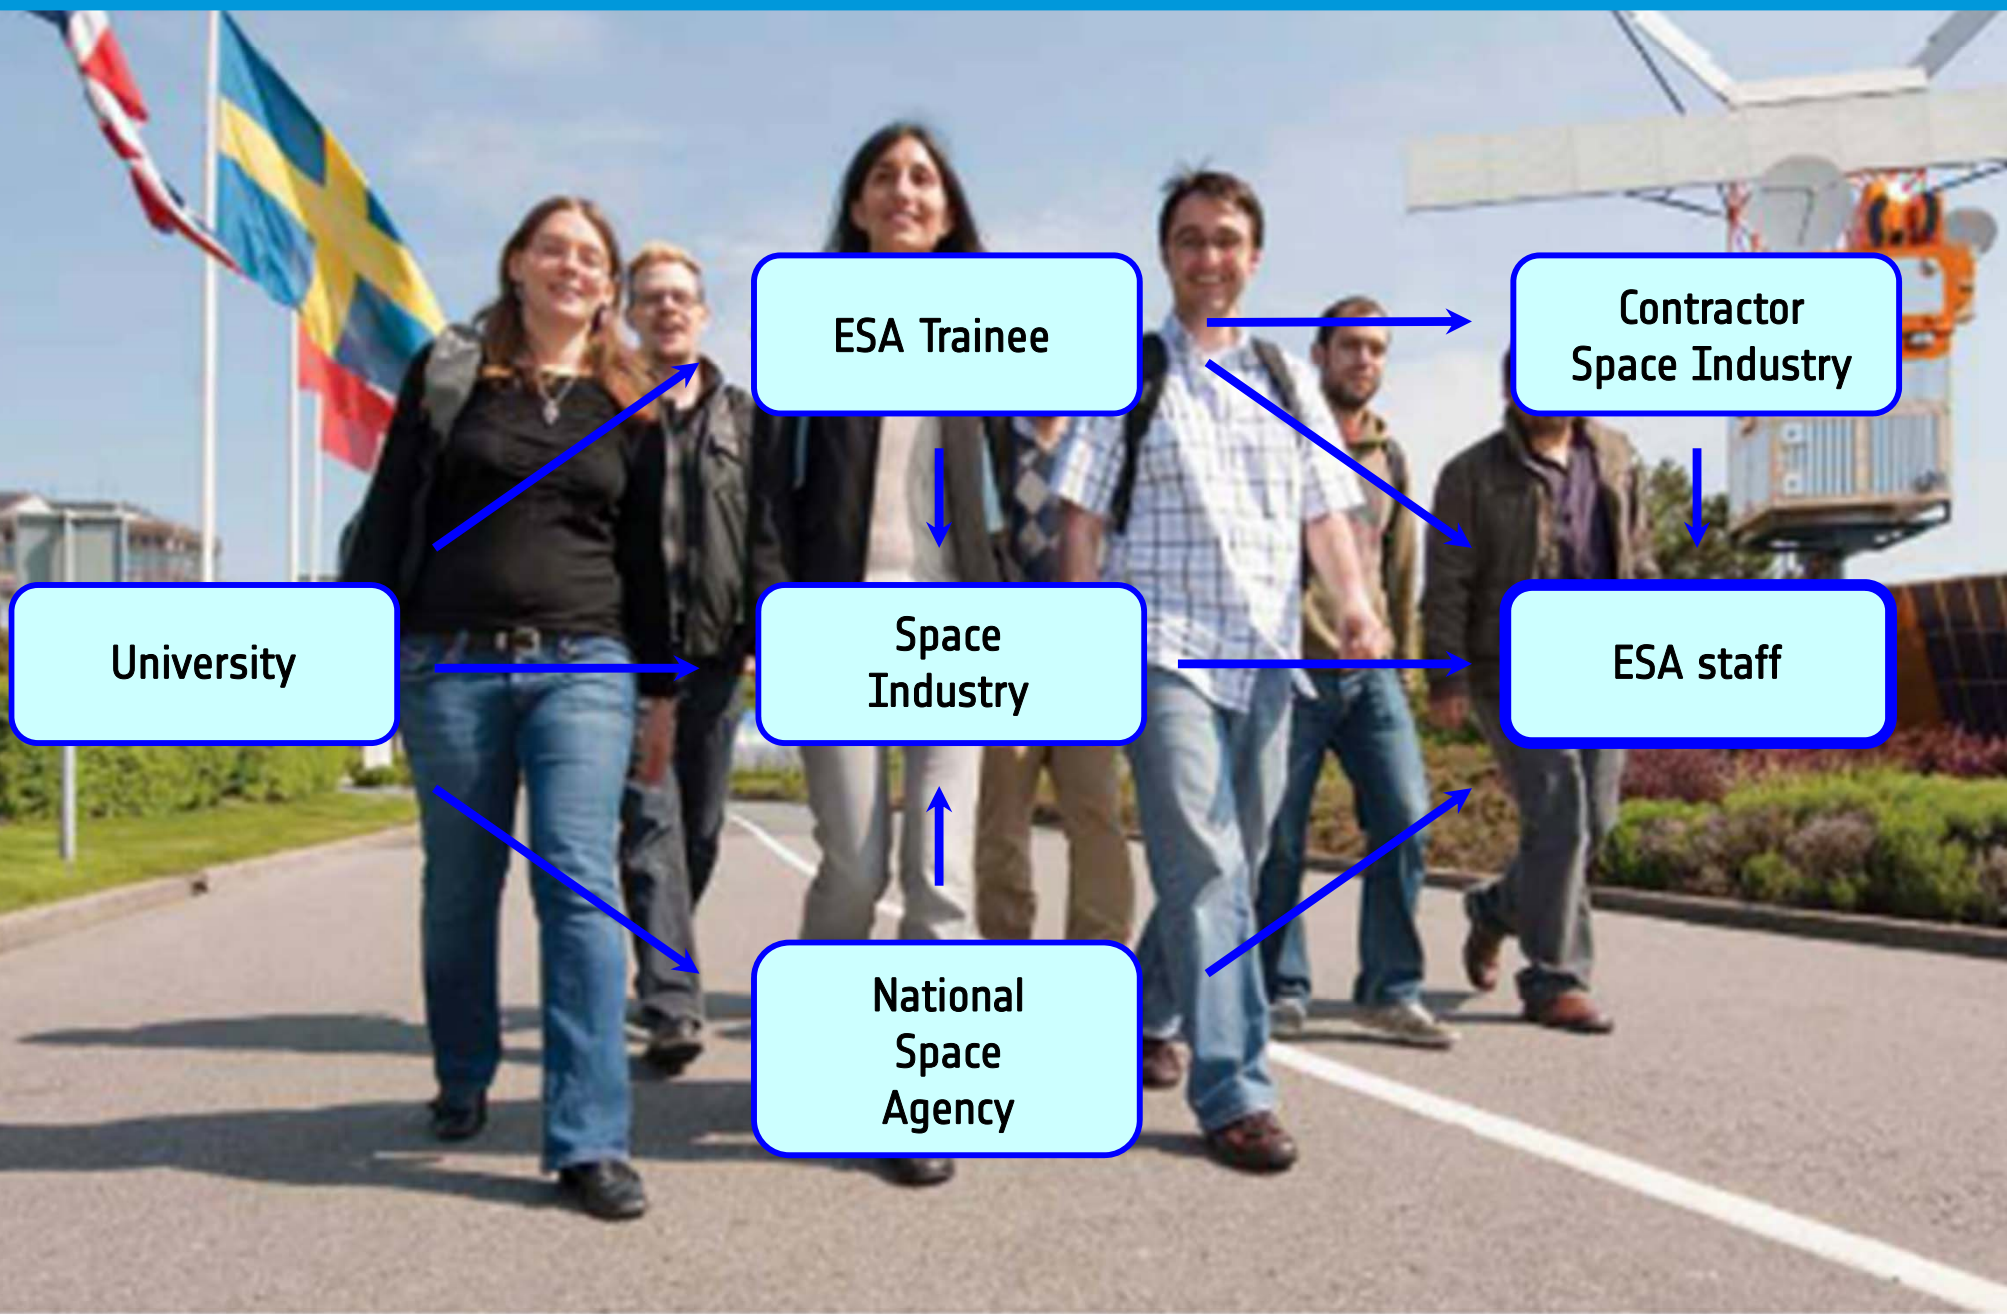 ESA Trainee
Contractor
Space Industry
University
Space
Industry
ESA staff
National
Space
Agency